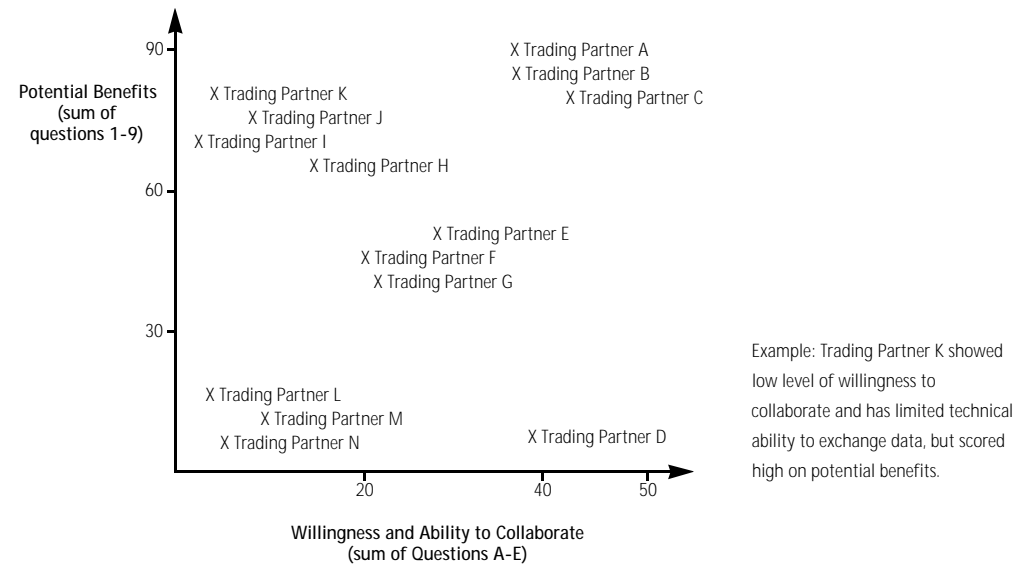 90
X Trading Partner A
X Trading Partner B
Potential Benefits
(sum of
questions 1-9)
X Trading Partner K
X Trading Partner C
X Trading Partner J
X Trading Partner I
X Trading Partner H
60
X Trading Partner E
X Trading Partner F
X Trading Partner G
30
Example: Trading Partner K showed
low level of willingness to
collaborate and has limited technical
ability to exchange data, but scored
high on potential benefits.
X Trading Partner L
X Trading Partner M
X Trading Partner N
X Trading Partner D
20
40
50
Willingness and Ability to Collaborate
(sum of Questions A-E)